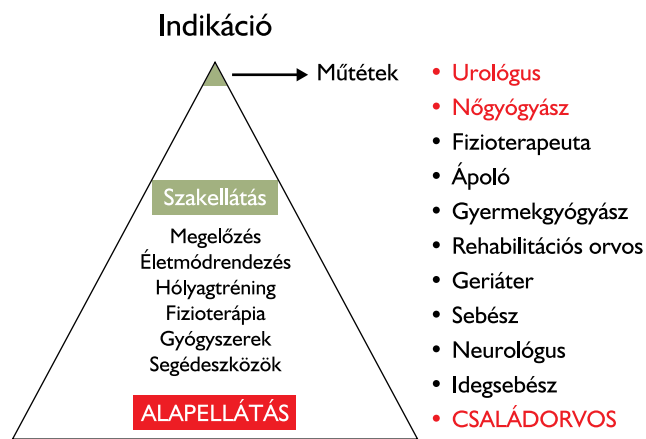 Indikáció
Műtétek
Szakellátás
Megelőzés
Életmódrendezés
Hólyagtréning
Fizioterápia
Gyógyszerek
Segédeszközök
ALAPELLÁTÁS
• Urológus
• Nőgyógyász
• Fizioterapeuta
• Ápoló
• Gyermekgyógyász
• Rehabilitációs orvos
• Geriáter
• Sebész
• Neurológus
• Idegsebész
• CSALÁDORVOS